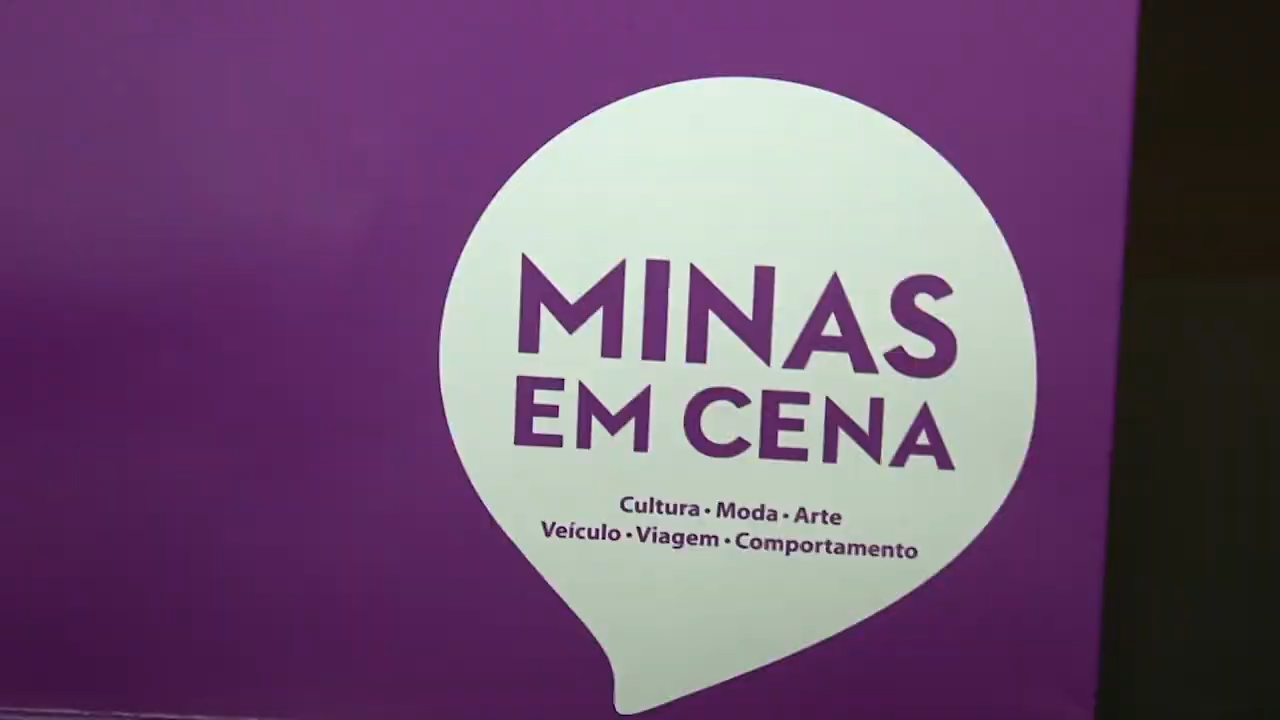 MINAS
EM CENA
Cultura • Moda • Arte
Veículo • Viagem • Comportamento